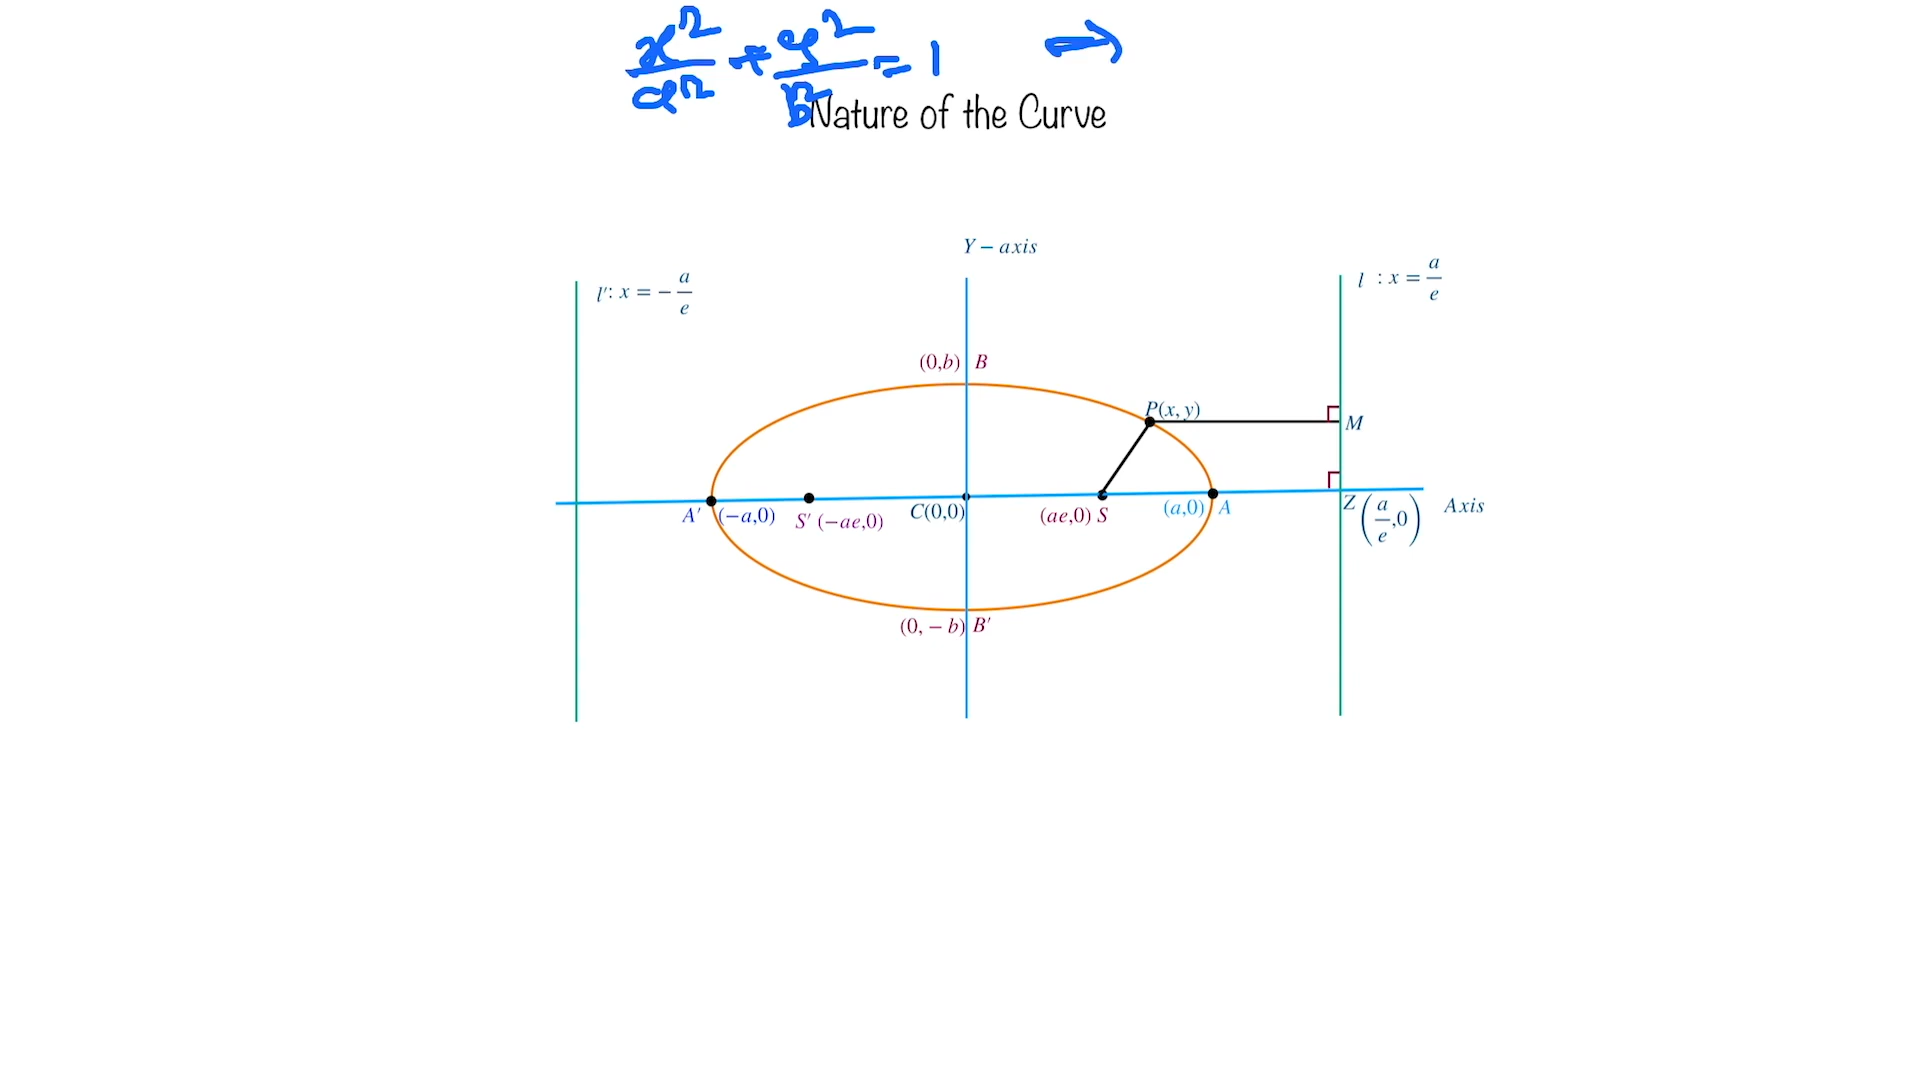 x²/a² + y²/b² = 1 ⇒
Nature of the Curve
Y – axis
l′: x = – a/e
l : x = a/e
(0,b) B
P(x, y)
M
A′ (−a,0) S′ (−ae,0) C(0,0) (ae,0) S (a,0) A Z (a/e,0) Axis
(0, – b) B′